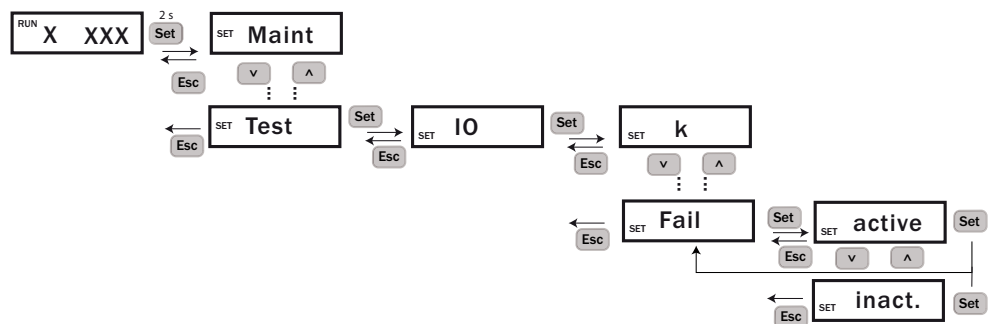 2 s
RUN X XXX Set SET Maint
Esc ˅ ˄
SET Test Set SET IO Set SET k
Esc Esc Esc ˅ ˄
SET Fail Set SET active Set
Esc Esc ˅ ˄
SET inact. Set
Esc